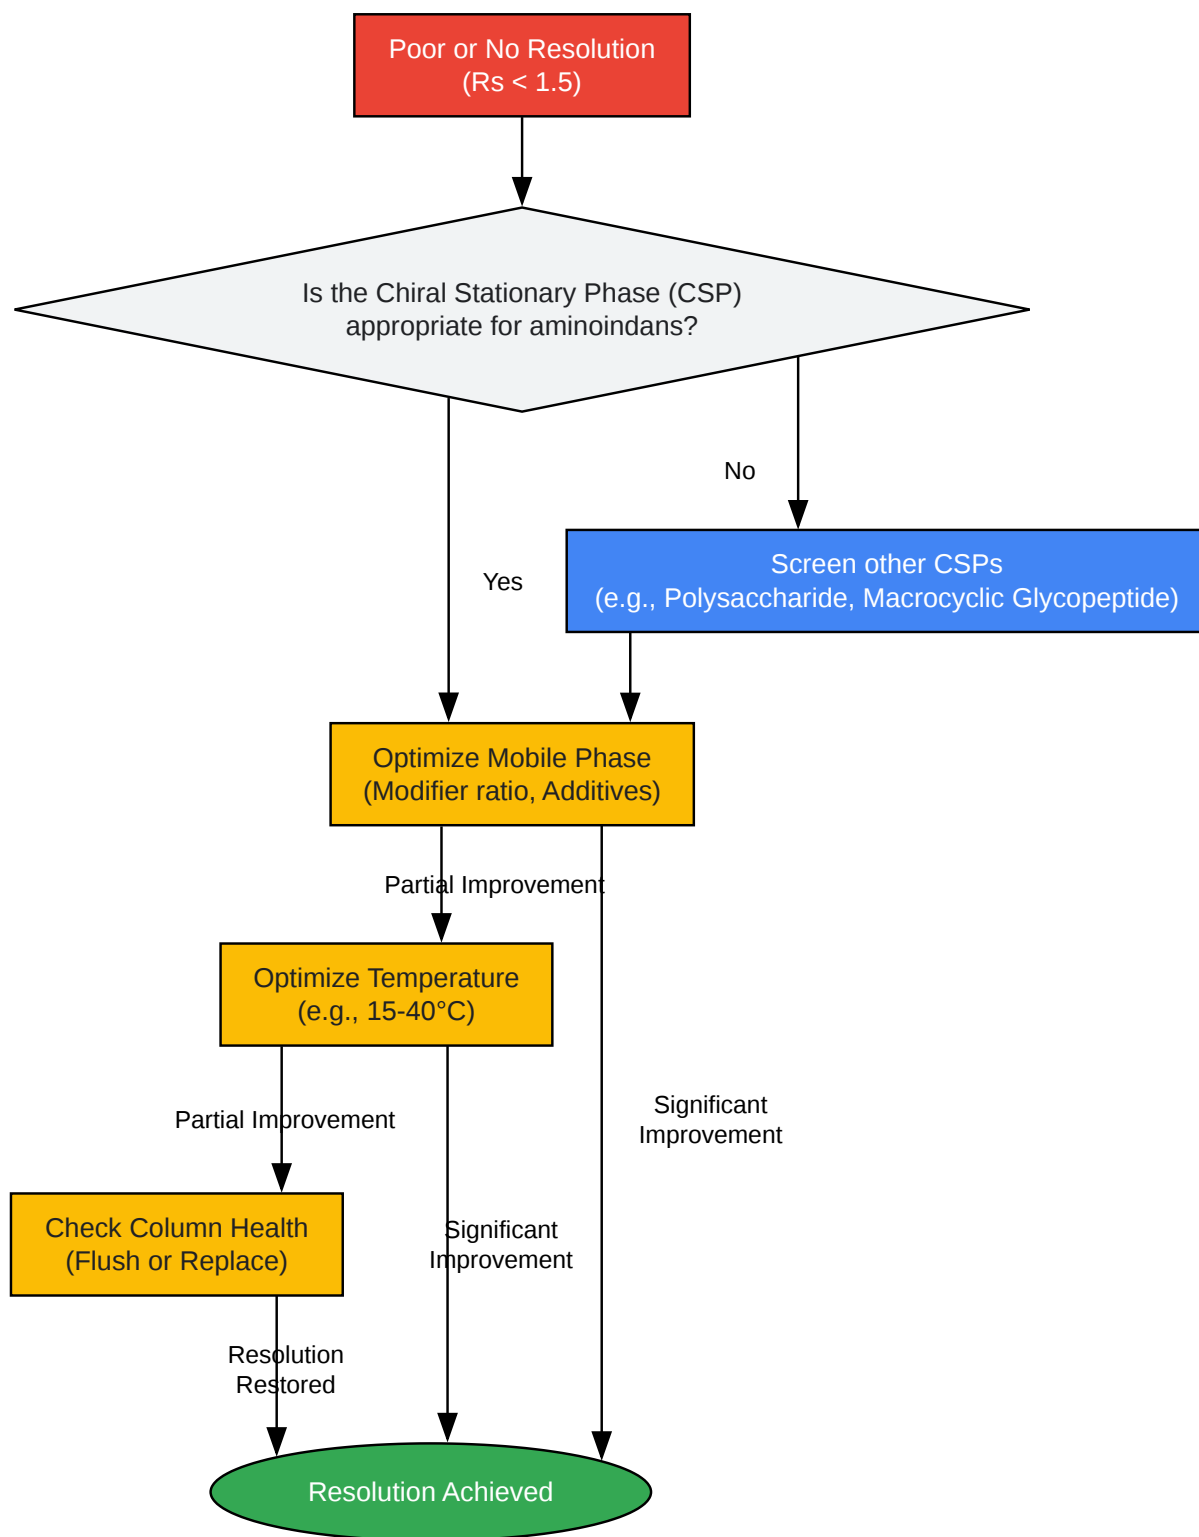 Poor or No Resolution
(Rs < 1.5)
Is the Chiral Stationary Phase (CSP)
appropriate for aminoindans?
No
Screen other CSPs
(e.g., Polysaccharide, Macrocyclic Glycopeptide)
Yes
Optimize Mobile Phase
(Modifier ratio, Additives)
Partial Improvement
Optimize Temperature
(e.g., 15-40°C)
Significant
Improvement
Partial Improvement
Check Column Health
(Flush or Replace)
Significant
Improvement
Resolution
Restored
Resolution Achieved